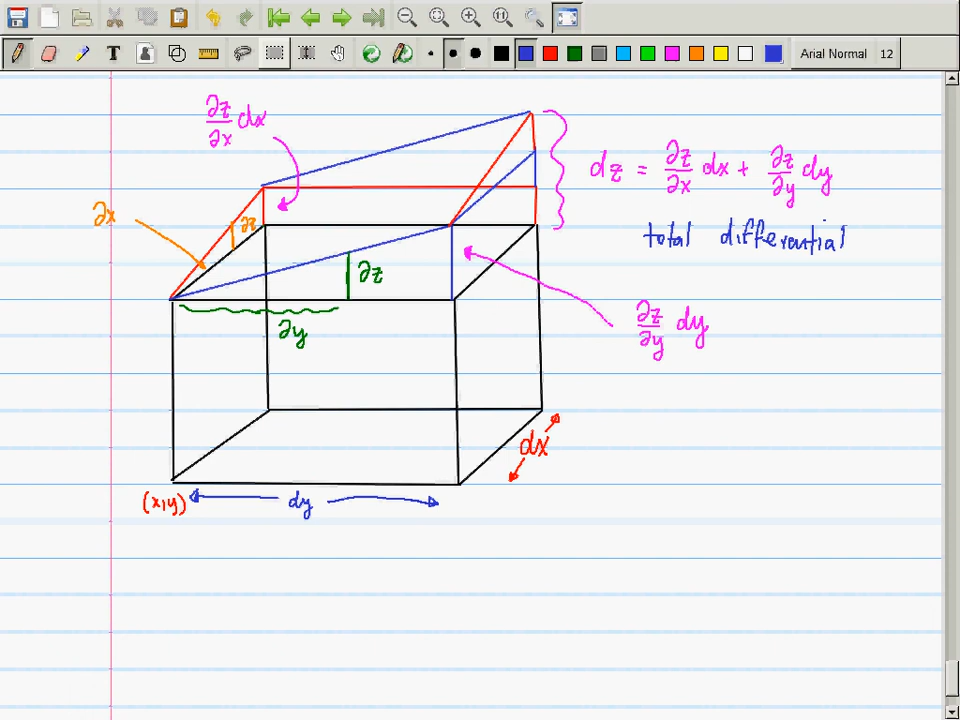 Arial Normal 12
∂z/∂x dx
dz = ∂z/∂x dx + ∂z/∂y dy
total differential
∂x
∂z
∂z
∂y
∂z/∂y dy
dx
(x,y)
dy